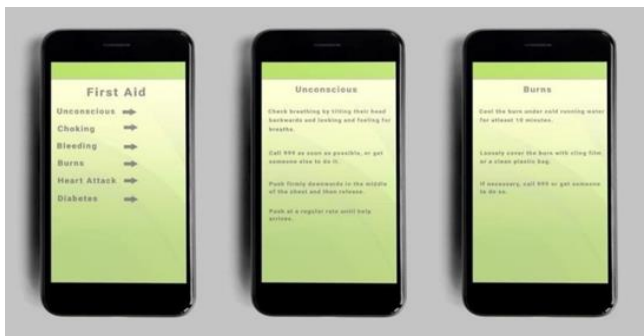 First Aid
Unconscious
Choking
Bleeding
Burns
Heart Attack
Diabetes
Unconscious
Check breathing by tilting their head
backwards and looking and feeling for
breaths.
Call 999 as soon as possible, or get
someone else to do it.
Push firmly downwards in the middle
of the chest and then release.
Push at a regular rate until help
arrives.
Burns
Cool the burn under cold running water
for atleast 10 minutes.
Loosely cover the burn with cling film
or a clean plastic bag.
If necessary, call 999 or get someone
to do so.